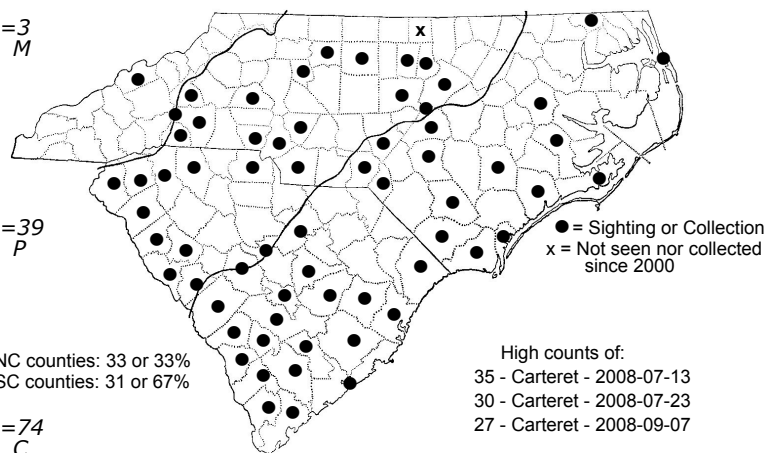 =3
M
x
=39
P
● = Sighting or Collection
x = Not seen nor collected
since 2000
NC counties: 33 or 33%
SC counties: 31 or 67%
High counts of:
35 - Carteret - 2008-07-13
30 - Carteret - 2008-07-23
27 - Carteret - 2008-09-07
=74
C